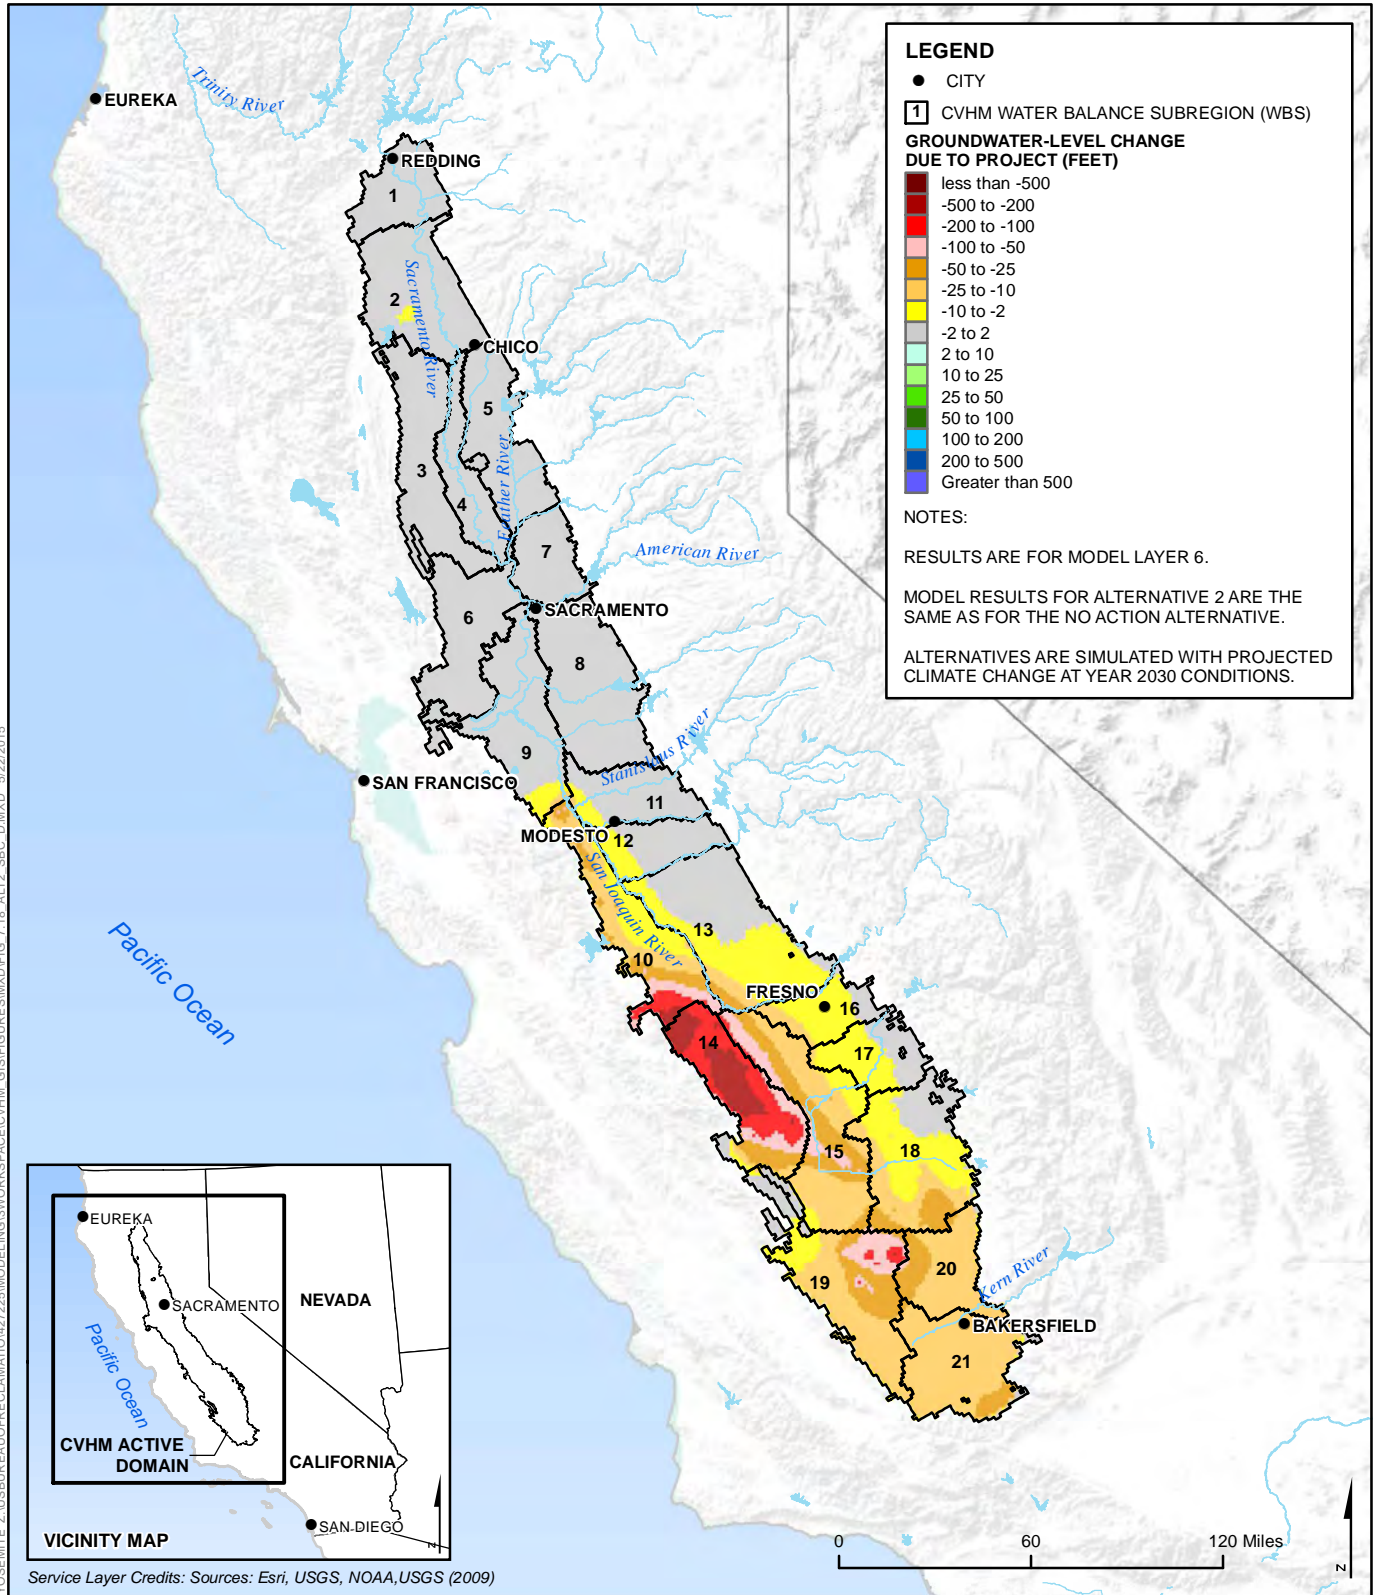 EUREKA
Trinity River
REDDING
1
2
Sacramento River
CHICO
5
3
4
Feather River
7
American River
SACRAMENTO
6
8
9
Stanislaus River
SAN FRANCISCO
11
MODESTO
12
San Joaquin River
13
10
FRESNO
16
14
17
15
18
19
20
Kern River
BAKERSFIELD
21
Pacific Ocean
LEGEND
CITY
1 CVHM WATER BALANCE SUBREGION (WBS)
GROUNDWATER-LEVEL CHANGE
DUE TO PROJECT (FEET)
less than -500
-500 to -200
-200 to -100
-100 to -50
-50 to -25
-25 to -10
-10 to -2
-2 to 2
2 to 10
10 to 25
25 to 50
50 to 100
100 to 200
200 to 500
Greater than 500
NOTES:
RESULTS ARE FOR MODEL LAYER 6.
MODEL RESULTS FOR ALTERNATIVE 2 ARE THE
SAME AS FOR THE NO ACTION ALTERNATIVE.
ALTERNATIVES ARE SIMULATED WITH PROJECTED
CLIMATE CHANGE AT YEAR 2030 CONDITIONS.
EUREKA
SACRAMENTO
NEVADA
Pacific Ocean
CVHM ACTIVE
DOMAIN
CALIFORNIA
SAN DIEGO
VICINITY MAP
N
0 60 120 Miles
N
Service Layer Credits: Sources: Esri, USGS, NOAA,USGS (2009)